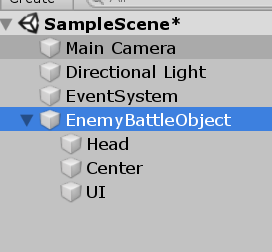 SampleScene*
Main Camera
Directional Light
EventSystem
EnemyBattleObject
Head
Center
UI